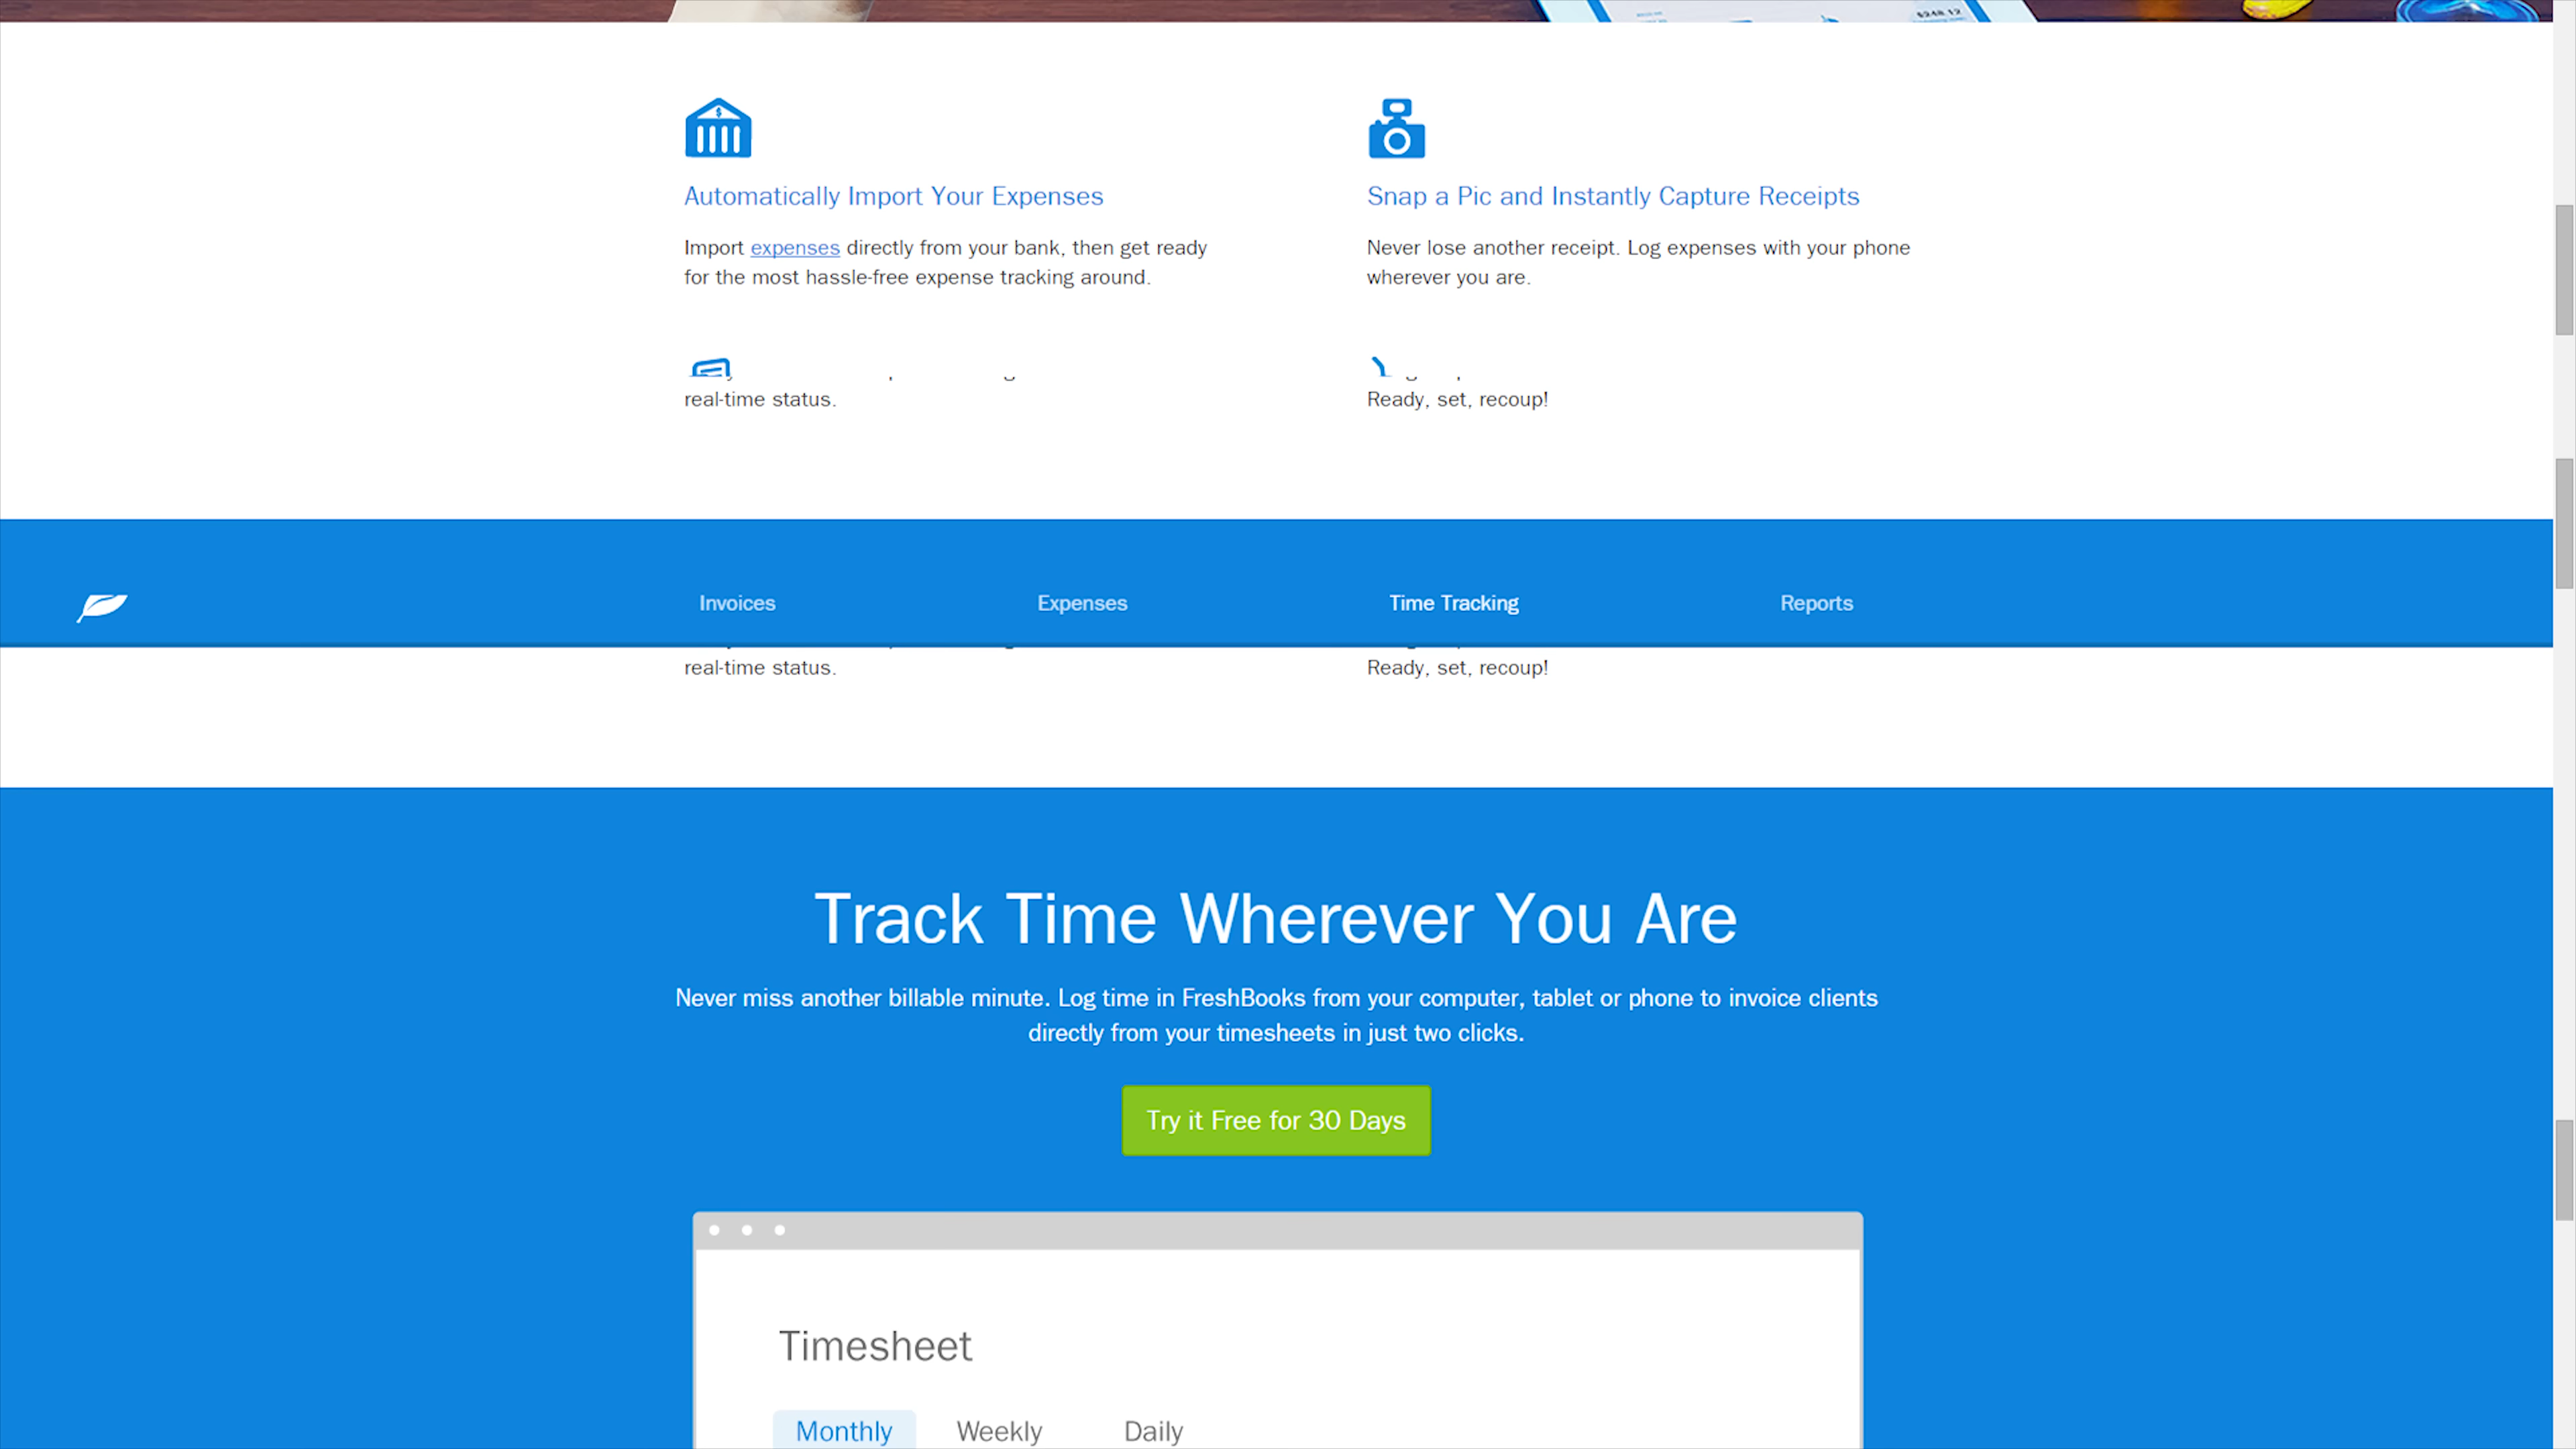 $248.12
Automatically Import Your Expenses
Import expenses directly from your bank, then get ready
for the most hassle-free expense tracking around.
Snap a Pic and Instantly Capture Receipts
Never lose another receipt. Log expenses with your phone
wherever you are.
real-time status.
Ready, set, recoup!
Invoices
Expenses
Time Tracking
Reports
real-time status.
Ready, set, recoup!
Track Time Wherever You Are
Never miss another billable minute. Log time in FreshBooks from your computer, tablet or phone to invoice clients
directly from your timesheets in just two clicks.
Try it Free for 30 Days
Timesheet
Monthly
Weekly
Daily